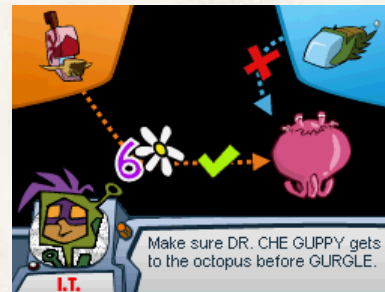 6
Make sure DR. CHE GUPPY gets
to the octopus before GURGLE.
I.T.